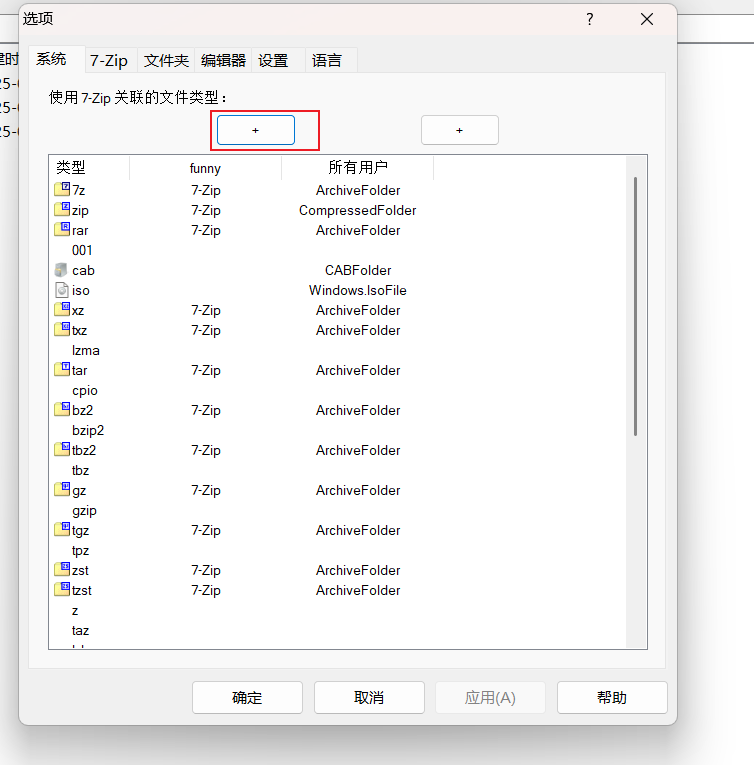 选项 ?
系统 7-Zip 文件夹 编辑器 设置 语言
使用 7-Zip 关联的文件类型：
+ +
类型 funny 所有用户
7z 7-Zip ArchiveFolder
zip 7-Zip CompressedFolder
rar 7-Zip ArchiveFolder
001
cab CABFolder
iso Windows.IsoFile
xz 7-Zip ArchiveFolder
txz 7-Zip ArchiveFolder
lzma
tar 7-Zip ArchiveFolder
cpio
bz2 7-Zip ArchiveFolder
bzip2
tbz2 7-Zip ArchiveFolder
tbz
gz 7-Zip ArchiveFolder
gzip
tgz 7-Zip ArchiveFolder
tpz
zst 7-Zip ArchiveFolder
tzst 7-Zip ArchiveFolder
z
taz
确定 取消 应用(A) 帮助